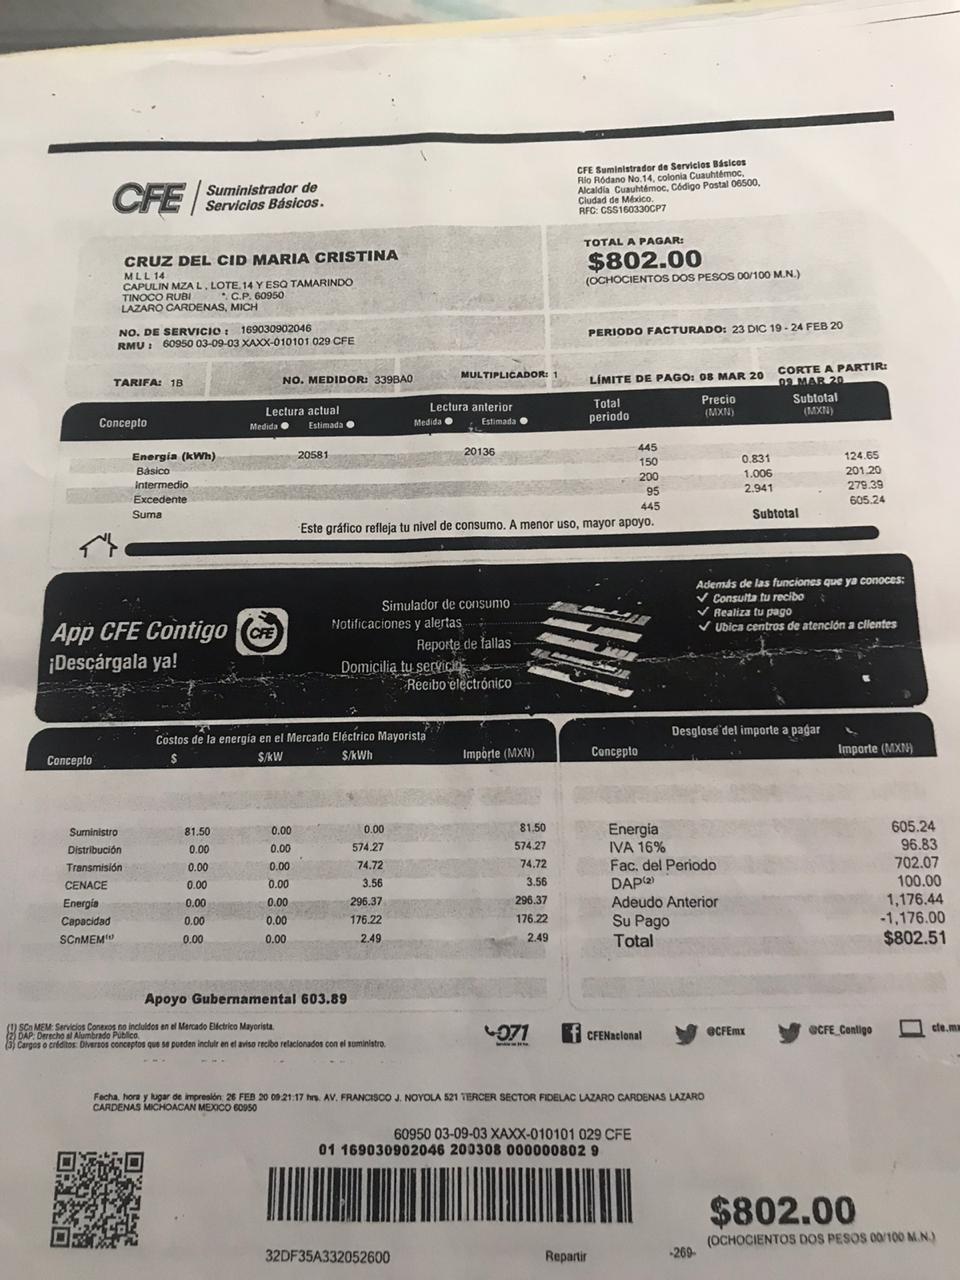 CFE
Suministrador de
Servicios Básicos.
CFE Suministrador de Servicios Básicos
Río Ródano No.14, colonia Cuauhtémoc,
Alcaldía Cuauhtémoc, Código Postal 06500,
Ciudad de México.
RFC: CSS160330CP7
CRUZ DEL CID MARIA CRISTINA
M L L 14
CAPULIN MZA L , LOTE 14 Y ESQ TAMARINDO
TINOCO RUBI *. C.P. 60950
LAZARO CARDENAS, MICH
TOTAL A PAGAR:
$802.00
(OCHOCIENTOS DOS PESOS 00/100 M.N.)
NO. DE SERVICIO : 169030902046
RMU : 60950 03-09-03 XAXX-010101 029 CFE
PERIODO FACTURADO: 23 DIC 19 - 24 FEB 20
TARIFA: 1B NO. MEDIDOR: 339BA0 MULTIPLICADOR: 1 LÍMITE DE PAGO: 08 MAR 20 CORTE A PARTIR:
09 MAR 20
Concepto Lectura actual Lectura anterior Total periodo Precio (MXN) Subtotal (MXN)
Medida Estimada Medida Estimada
Energía (kWh) 20581 20136 445
Básico 150 0.831 124.65
Intermedio 200 1.006 201.20
Excedente 95 2.941 279.39
Suma 445 Subtotal 605.24
Este gráfico refleja tu nivel de consumo. A menor uso, mayor apoyo.
App CFE Contigo
¡Descárgala ya!
CFE
Simulador de consumo
Notificaciones y alertas
Reporte de fallas
Domicilia tu servicio
Recibo electrónico
Además de las funciones que ya conoces:
✓ Consulta tu recibo
✓ Realiza tu pago
✓ Ubica centros de atención a clientes
Costos de la energía en el Mercado Eléctrico Mayorista
Concepto $ $/kW $/kWh Importe (MXN)
Suministro 81.50 0.00 0.00 81.50
Distribución 0.00 0.00 574.27 574.27
Transmisión 0.00 0.00 74.72 74.72
CENACE 0.00 0.00 3.56 3.56
Energía 0.00 0.00 296.37 296.37
Capacidad 0.00 0.00 176.22 176.22
SCnMEM(1) 0.00 0.00 2.49 2.49
Apoyo Gubernamental 603.89
Desglose del importe a pagar
Concepto Importe (MXN)
Energía 605.24
IVA 16% 96.83
Fac. del Periodo 702.07
DAP(2) 100.00
Adeudo Anterior 1,176.44
Su Pago -1,176.00
Total $802.51
(1) SCn MEM: Servicios Conexos no incluidos en el Mercado Eléctrico Mayorista.
(2) DAP: Derecho al Alumbrado Público.
(3) Cargos o créditos: Diversos conceptos que se pueden incluir en el aviso recibo relacionados con el suministro.
071 CFENacional @CFEmx @CFE_Contigo cfe.mx
Fecha, hora y lugar de impresión: 26 FEB 20 09:21:17 hrs. AV. FRANCISCO J. NOYOLA 521 TERCER SECTOR FIDELAC LAZARO CARDENAS LAZARO
CARDENAS MICHOACAN MEXICO 60950
60950 03-09-03 XAXX-010101 029 CFE
01 169030902046 200308 000000802 9
32DF35A332052600 Repartir -269-
$802.00
(OCHOCIENTOS DOS PESOS 00/100 M.N.)